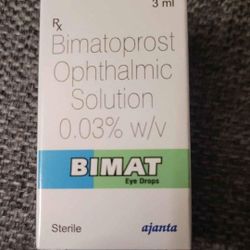 3 ml
Rx
Bimatoprost
Ophthalmic
Solution
0.03% w/v
BIMAT
Eye Drops
Sterile
ajanta